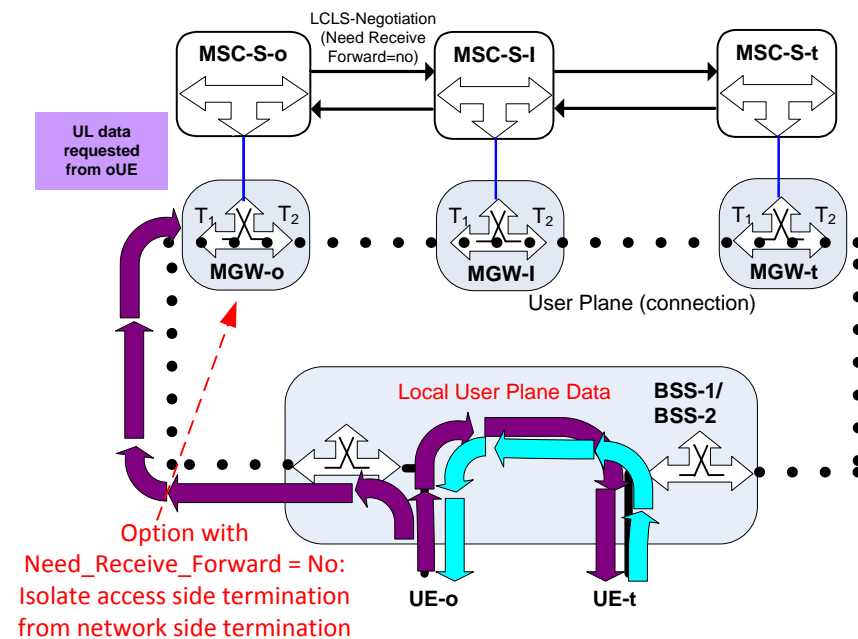 LCLS-Negotiation
(Need Receive
Forward=no)
MSC-S-o
MSC-S-I
MSC-S-t
UL data
requested
from oUE
T1
T2
MGW-o
T1
T2
MGW-I
T1
T2
MGW-t
User Plane (connection)
Local User Plane Data
BSS-1/
BSS-2
Option with
Need_Receive_Forward = No:
Isolate access side termination
from network side termination
UE-o
UE-t